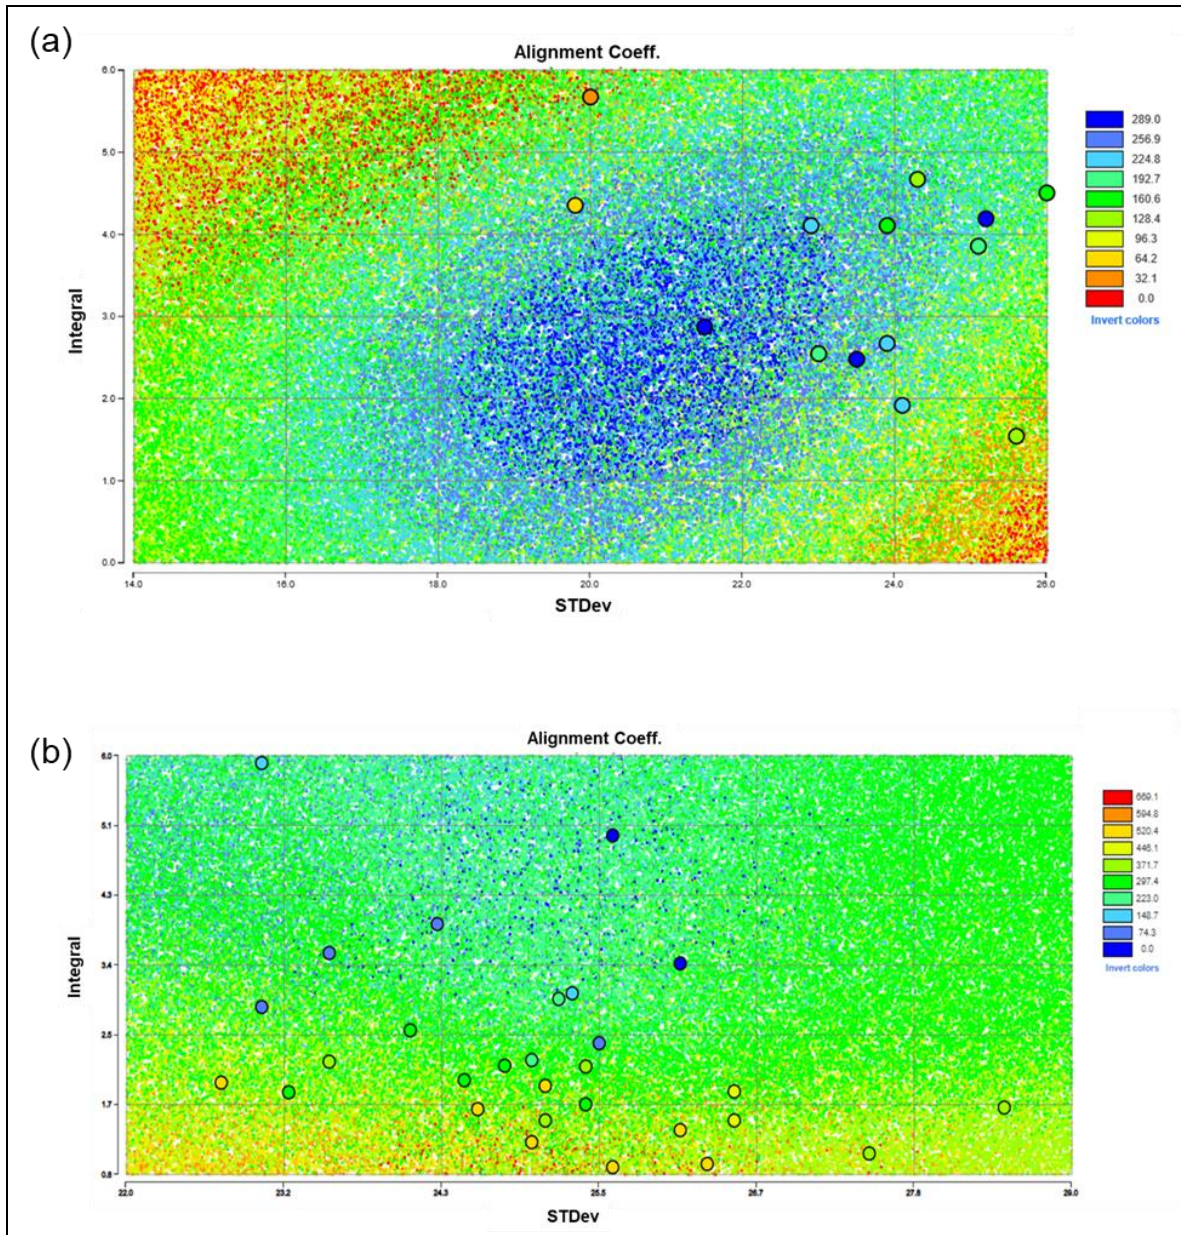 (a)
Alignment Coeff.
6.0
5.0
4.0
3.0
2.0
1.0
0.0
Integral
14.0 16.0 18.0 20.0 22.0 24.0 26.0
STDev
289.0
256.9
224.8
192.7
160.6
128.4
96.3
64.2
32.1
0.0
Invert colors
(b)
Alignment Coeff.
6.0
5.1
4.3
3.4
2.5
1.7
0.8
Integral
22.0 23.2 24.3 25.5 26.7 27.8 29.0
STDev
669.1
594.8
520.4
446.1
371.7
297.4
223.0
148.7
74.3
0.0
Invert colors